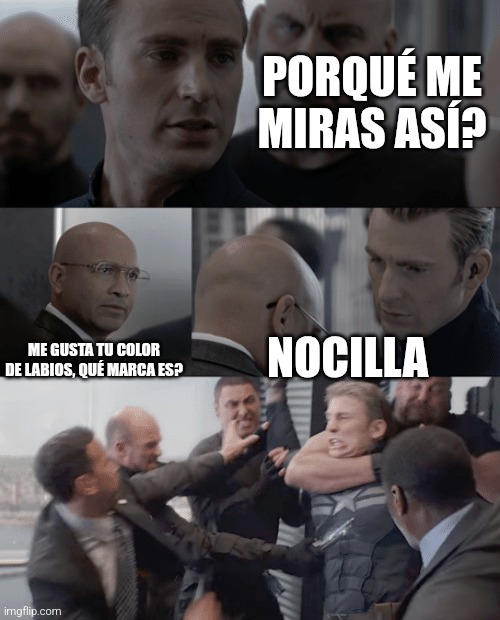 PORQUÉ ME
MIRAS ASÍ?
ME GUSTA TU COLOR
DE LABIOS, QUÉ MARCA ES?
NOCILLA
imgflip.com